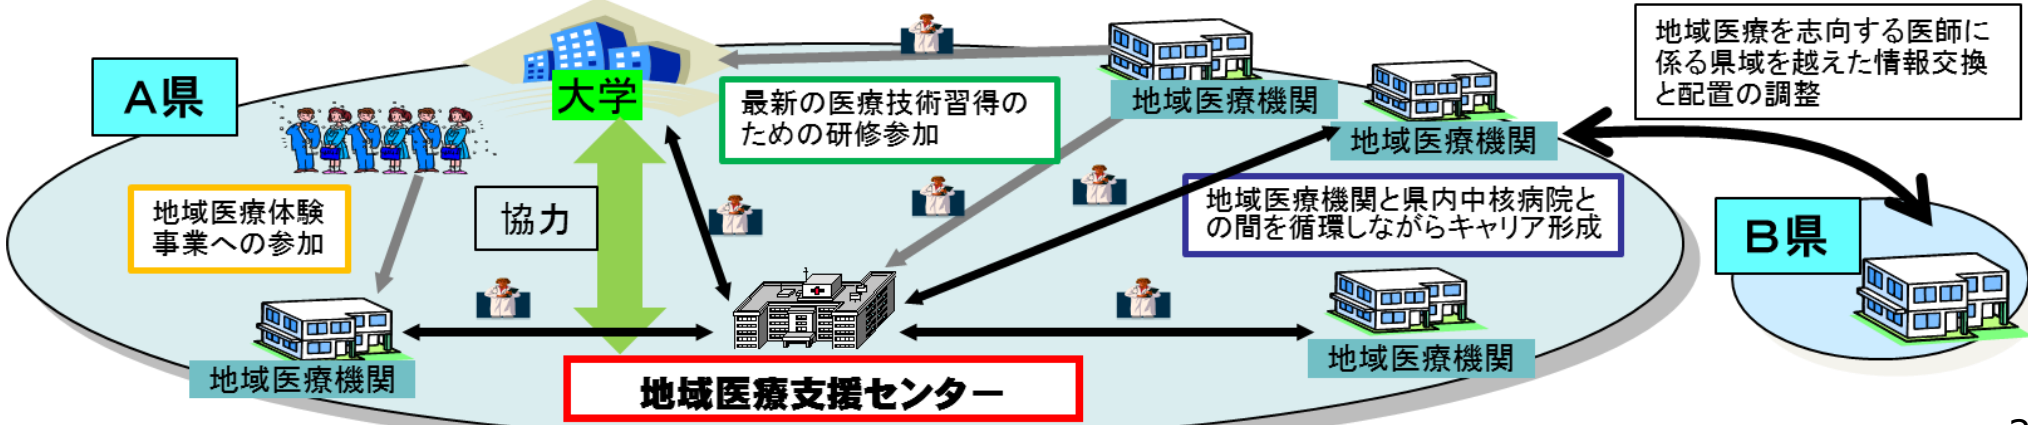 A県
大学
最新の医療技術習得の
ための研修参加
地域医療機関
地域医療機関
地域医療を志向する医師に
係る県域を越えた情報交換
と配置の調整
地域医療体験
事業への参加
協力
地域医療機関と県内中核病院と
の間を循環しながらキャリア形成
B県
地域医療機関
地域医療支援センター
地域医療機関